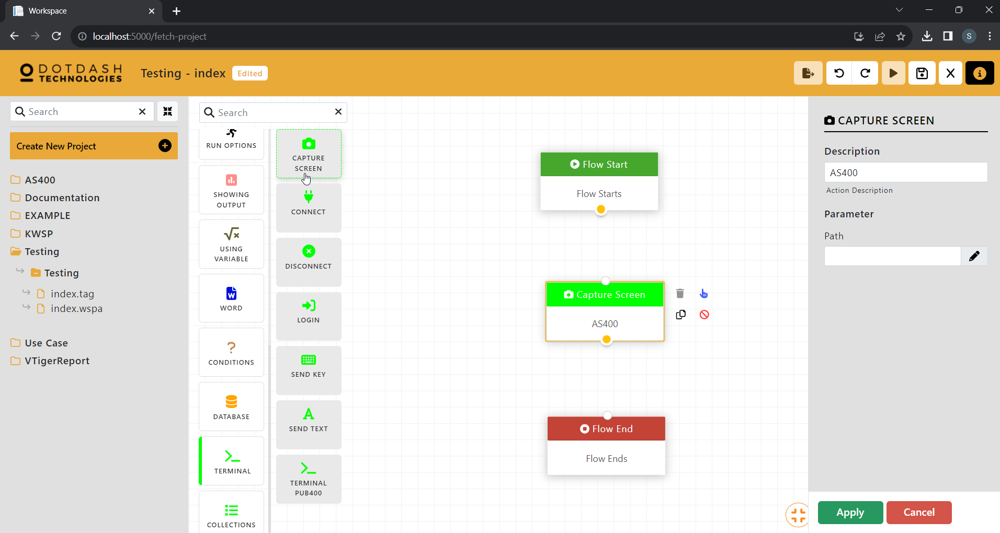 Workspace
localhost:5000/fetch-project
DOTDASH
TECHNOLOGIES
Testing - index
Edited
Search
Create New Project
AS400
Documentation
EXAMPLE
KWSP
Testing
Testing
index.tag
index.wspa
Use Case
VTigerReport
Search
RUN OPTIONS
SHOWING
OUTPUT
USING
VARIABLE
WORD
CONDITIONS
DATABASE
TERMINAL
COLLECTIONS
CAPTURE
SCREEN
CONNECT
DISCONNECT
LOGIN
SEND KEY
SEND TEXT
TERMINAL
PUB400
Flow Start
Flow Starts
Capture Screen
AS400
Flow End
Flow Ends
CAPTURE SCREEN
Description
AS400
Action Description
Parameter
Path
Apply
Cancel
S